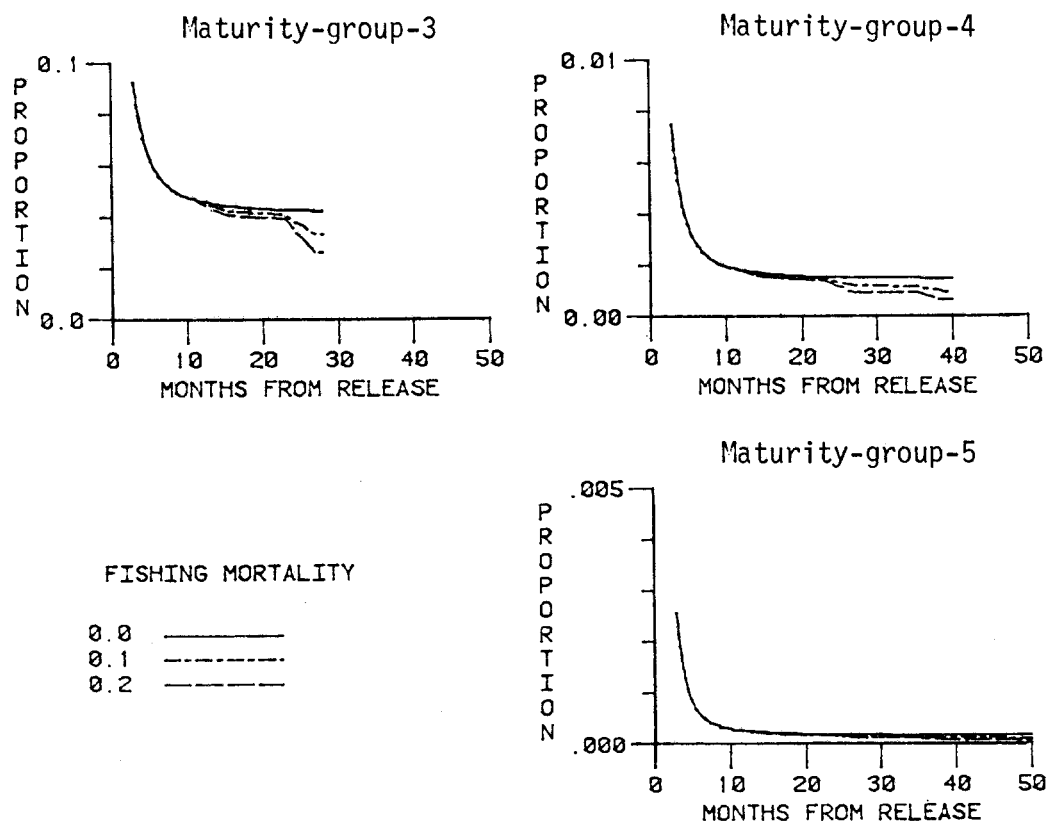 Maturity-group-3
0.1
PROPORTION
0.0
0 10 20 30 40 50
MONTHS FROM RELEASE
Maturity-group-4
0.01
PROPORTION
0.00
0 10 20 30 40 50
MONTHS FROM RELEASE
Maturity-group-5
.005
PROPORTION
.000
0 10 20 30 40 50
MONTHS FROM RELEASE
FISHING MORTALITY
0.0
0.1
0.2